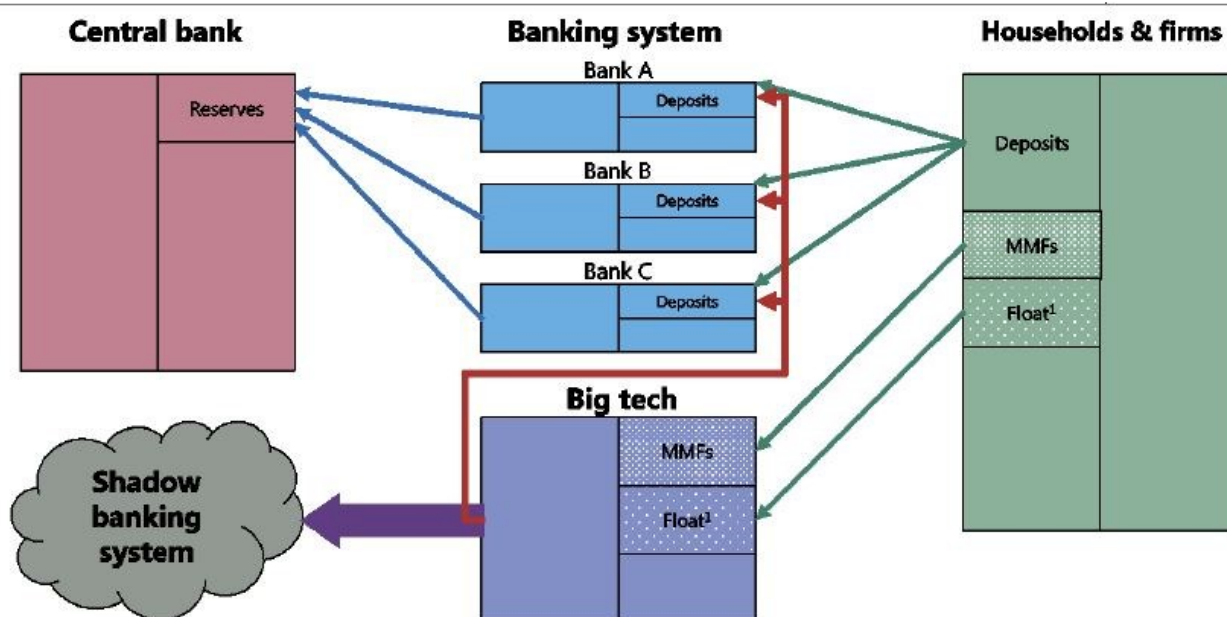 Central bank
Banking system
Households & firms
Bank A
Reserves
Deposits
Deposits
Bank B
Deposits
MMFs
Bank C
Deposits
Float¹
Big tech
MMFs
Shadow
banking
system
Float¹